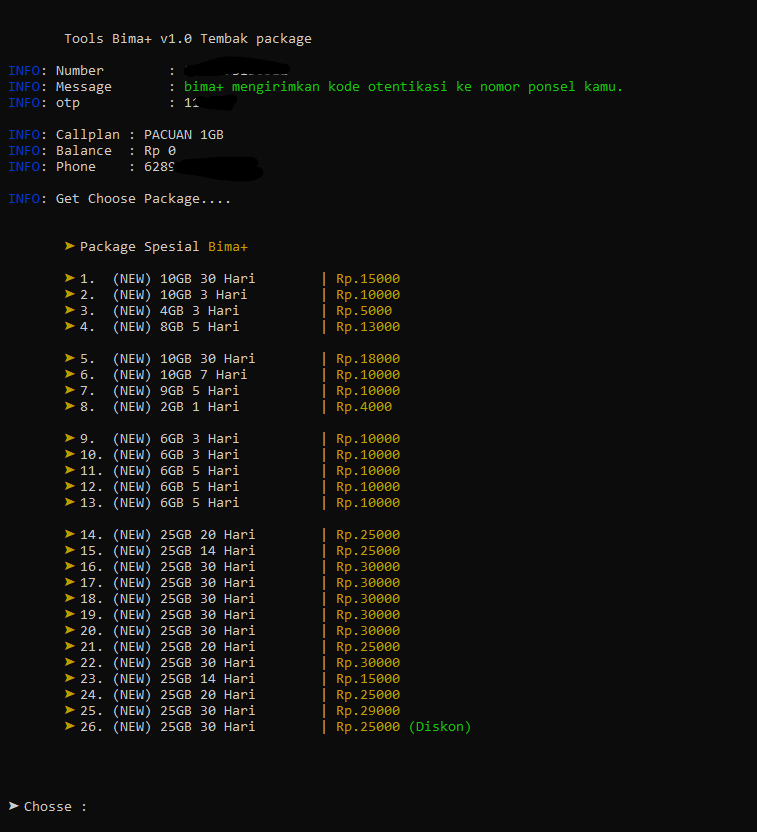 Tools Bima+ v1.0 Tembak package
INFO: Number :
INFO: Message : bima+ mengirimkan kode otentikasi ke nomor ponsel kamu.
INFO: otp : 11
INFO: Callplan : PACUAN 1GB
INFO: Balance : Rp 0
INFO: Phone : 6289
INFO: Get Choose Package....
➤ Package Spesial Bima+
➤ 1. (NEW) 10GB 30 Hari | Rp.15000
➤ 2. (NEW) 10GB 3 Hari | Rp.10000
➤ 3. (NEW) 4GB 3 Hari | Rp.5000
➤ 4. (NEW) 8GB 5 Hari | Rp.13000
➤ 5. (NEW) 10GB 30 Hari | Rp.18000
➤ 6. (NEW) 10GB 7 Hari | Rp.10000
➤ 7. (NEW) 9GB 5 Hari | Rp.10000
➤ 8. (NEW) 2GB 1 Hari | Rp.4000
➤ 9. (NEW) 6GB 3 Hari | Rp.10000
➤ 10. (NEW) 6GB 3 Hari | Rp.10000
➤ 11. (NEW) 6GB 5 Hari | Rp.10000
➤ 12. (NEW) 6GB 5 Hari | Rp.10000
➤ 13. (NEW) 6GB 5 Hari | Rp.10000
➤ 14. (NEW) 25GB 20 Hari | Rp.25000
➤ 15. (NEW) 25GB 14 Hari | Rp.25000
➤ 16. (NEW) 25GB 30 Hari | Rp.30000
➤ 17. (NEW) 25GB 30 Hari | Rp.30000
➤ 18. (NEW) 25GB 30 Hari | Rp.30000
➤ 19. (NEW) 25GB 30 Hari | Rp.30000
➤ 20. (NEW) 25GB 30 Hari | Rp.30000
➤ 21. (NEW) 25GB 20 Hari | Rp.25000
➤ 22. (NEW) 25GB 30 Hari | Rp.30000
➤ 23. (NEW) 25GB 14 Hari | Rp.15000
➤ 24. (NEW) 25GB 20 Hari | Rp.25000
➤ 25. (NEW) 25GB 30 Hari | Rp.29000
➤ 26. (NEW) 25GB 30 Hari | Rp.25000 (Diskon)
➤ Chosse :